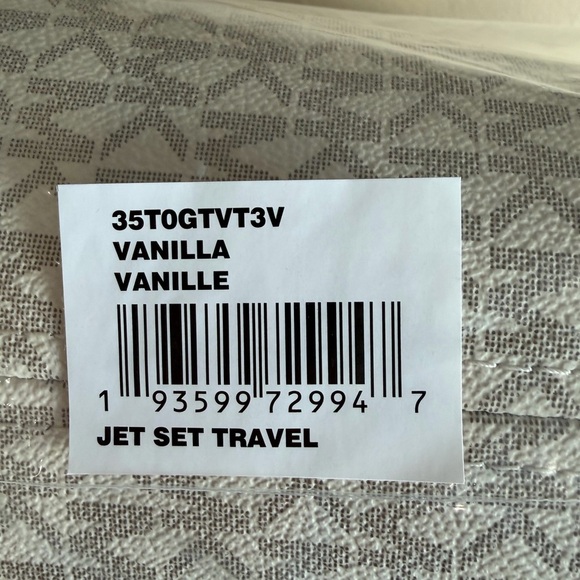 35T0GTVT3V
VANILLA
VANILLE
1 93599 72994 7
JET SET TRAVEL